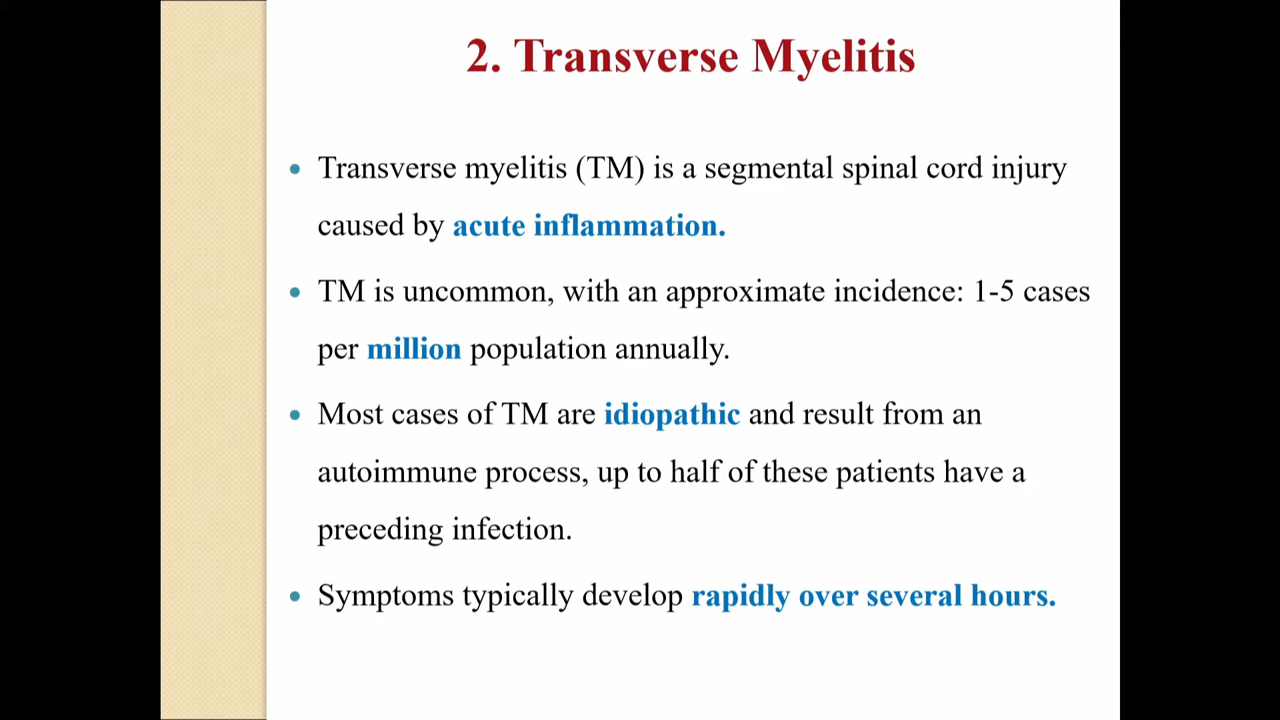 2. Transverse Myelitis
• Transverse myelitis (TM) is a segmental spinal cord injury
caused by acute inflammation.
• TM is uncommon, with an approximate incidence: 1-5 cases
per million population annually.
• Most cases of TM are idiopathic and result from an
autoimmune process, up to half of these patients have a
preceding infection.
• Symptoms typically develop rapidly over several hours.